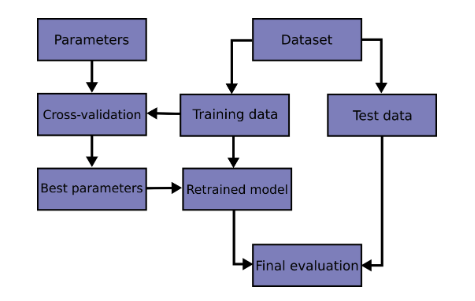 Parameters
Dataset
Cross-validation
Training data
Test data
Best parameters
Retrained model
Final evaluation